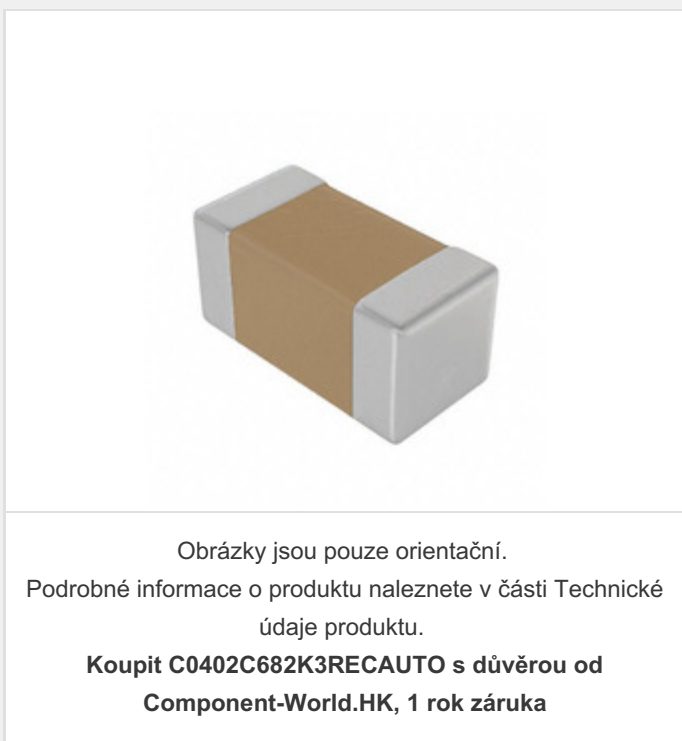 Obrázky jsou pouze orientační.
Podrobné informace o produktu naleznete v části Technické
údaje produktu.
Koupit C0402C682K3RECAUTO s důvěrou od
Component-World.HK, 1 rok záruka